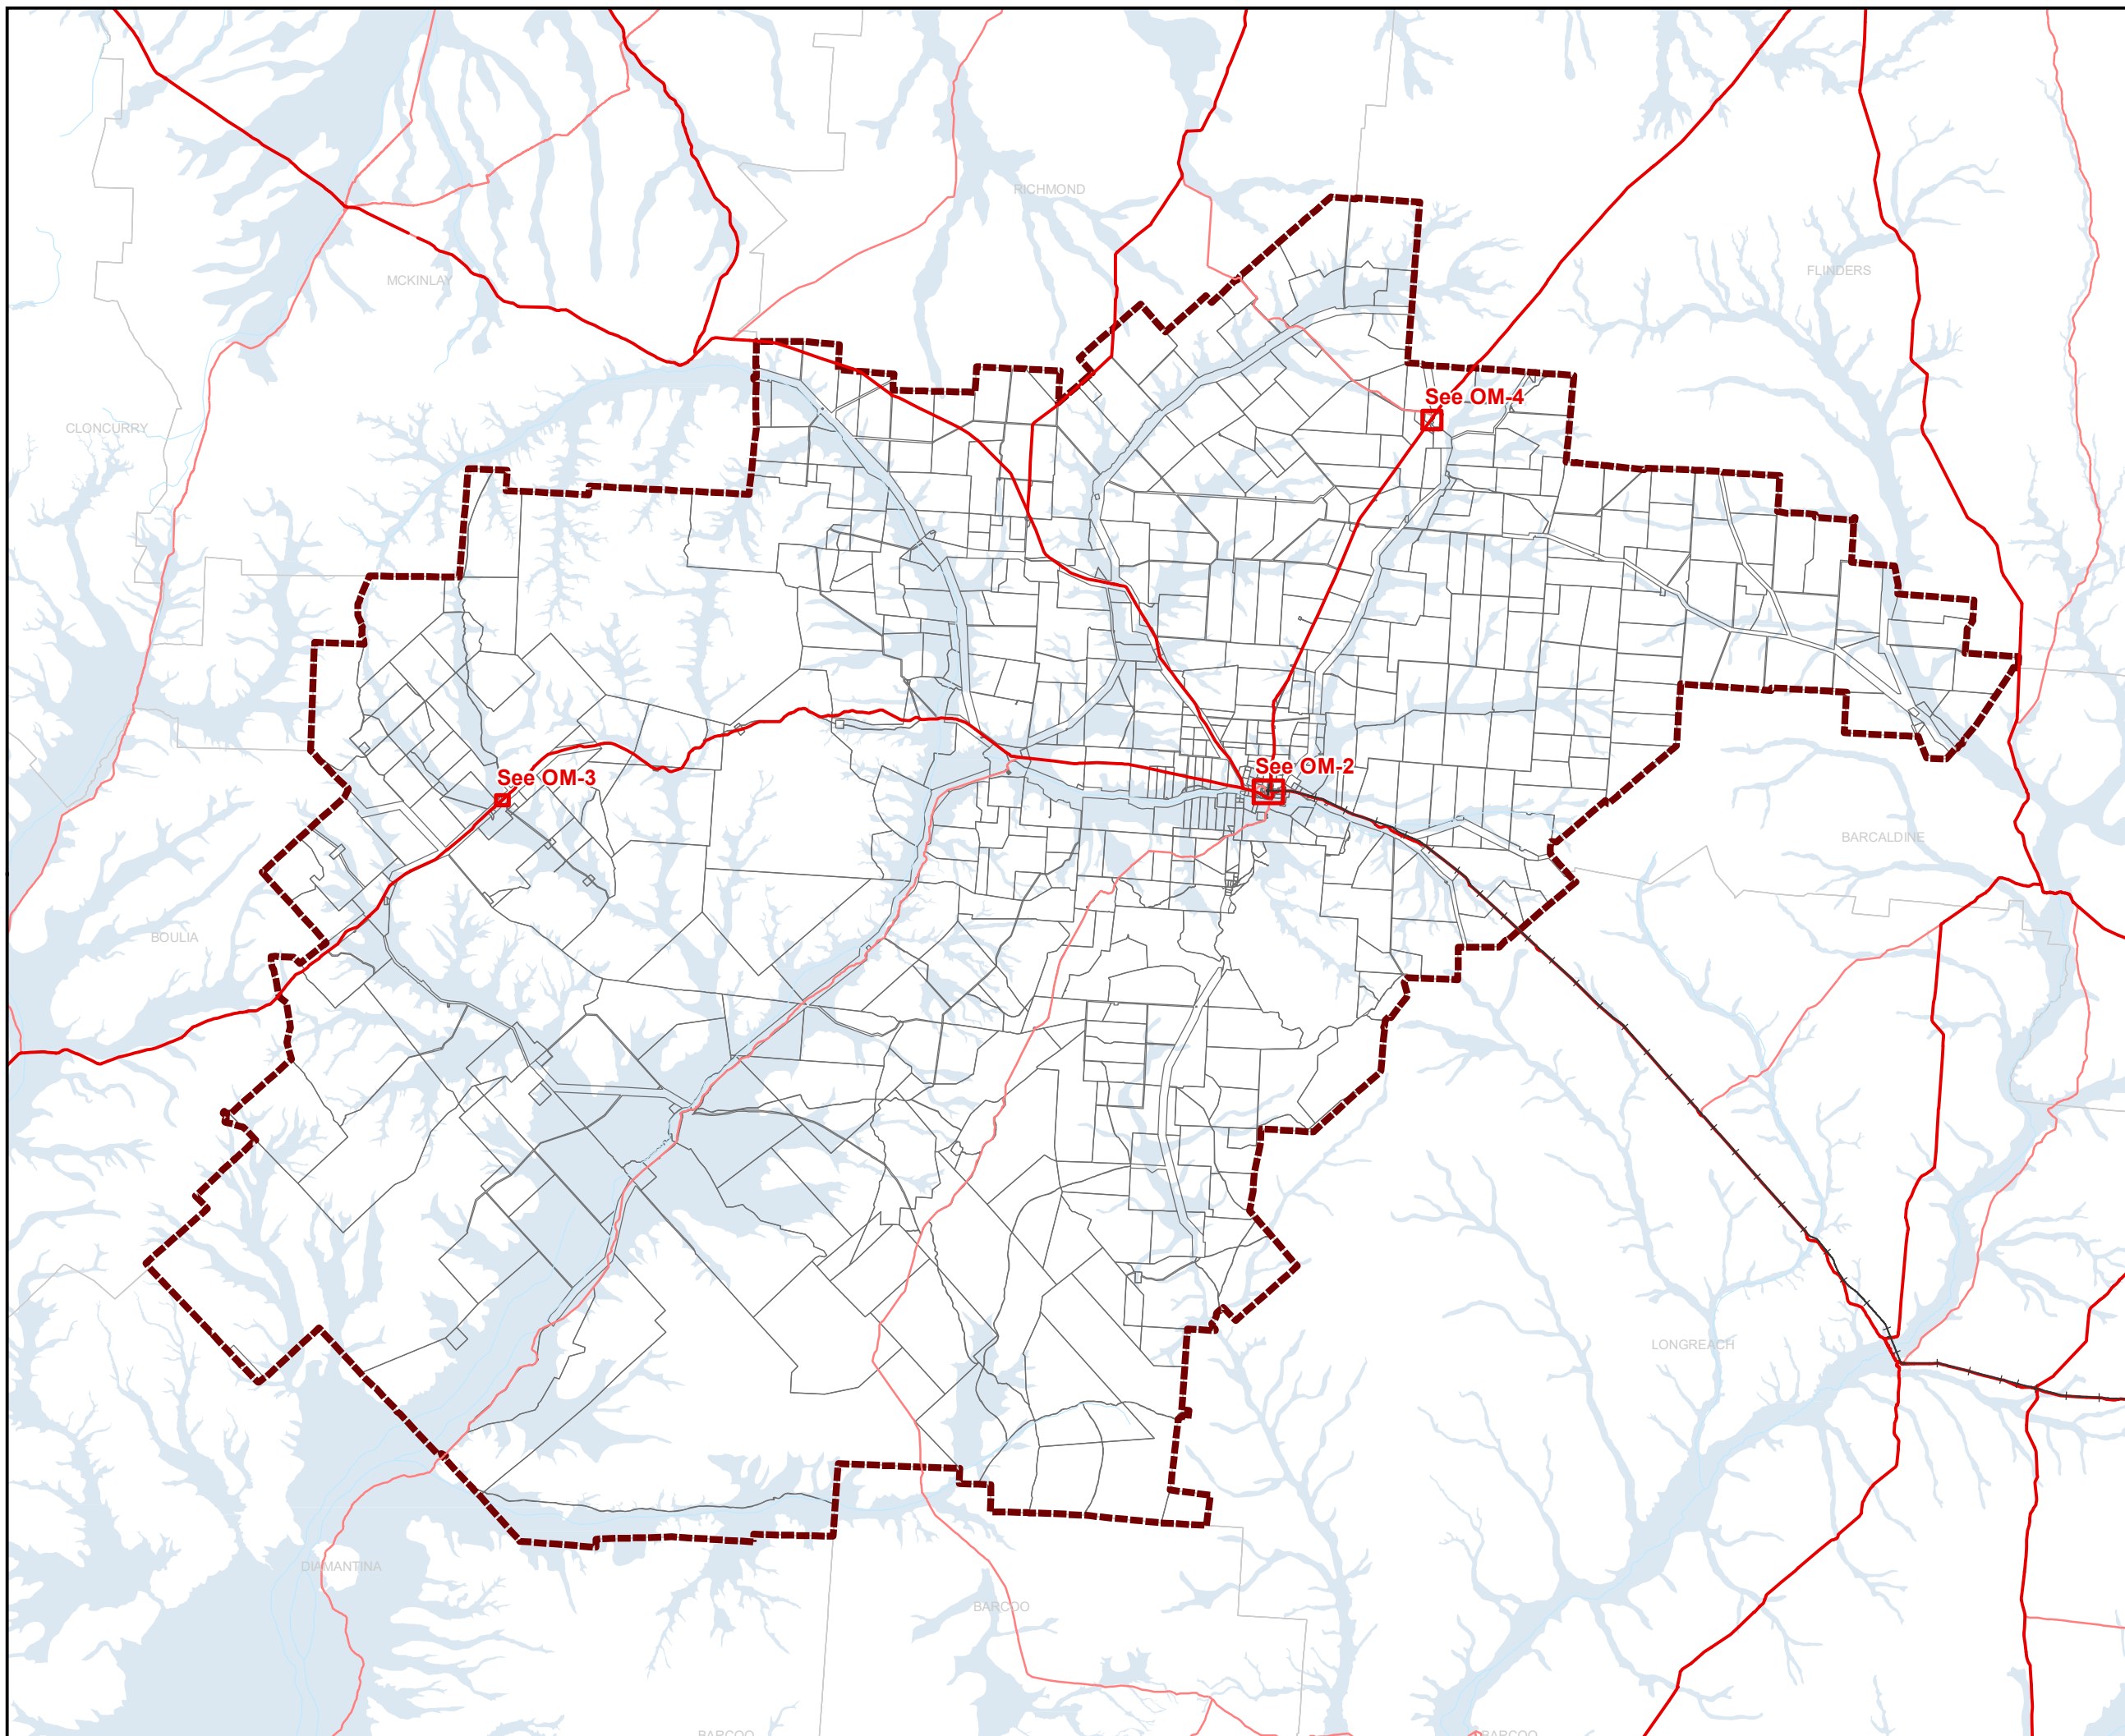 RICHMOND
MCKINLAY
FLINDERS
See OM-4
CLONCURRY
See OM-2
See OM-3
BARCALDINE
BOULIA
LONGREACH
DIAMANTINA
BARCOO
BARCOO
BARCOO